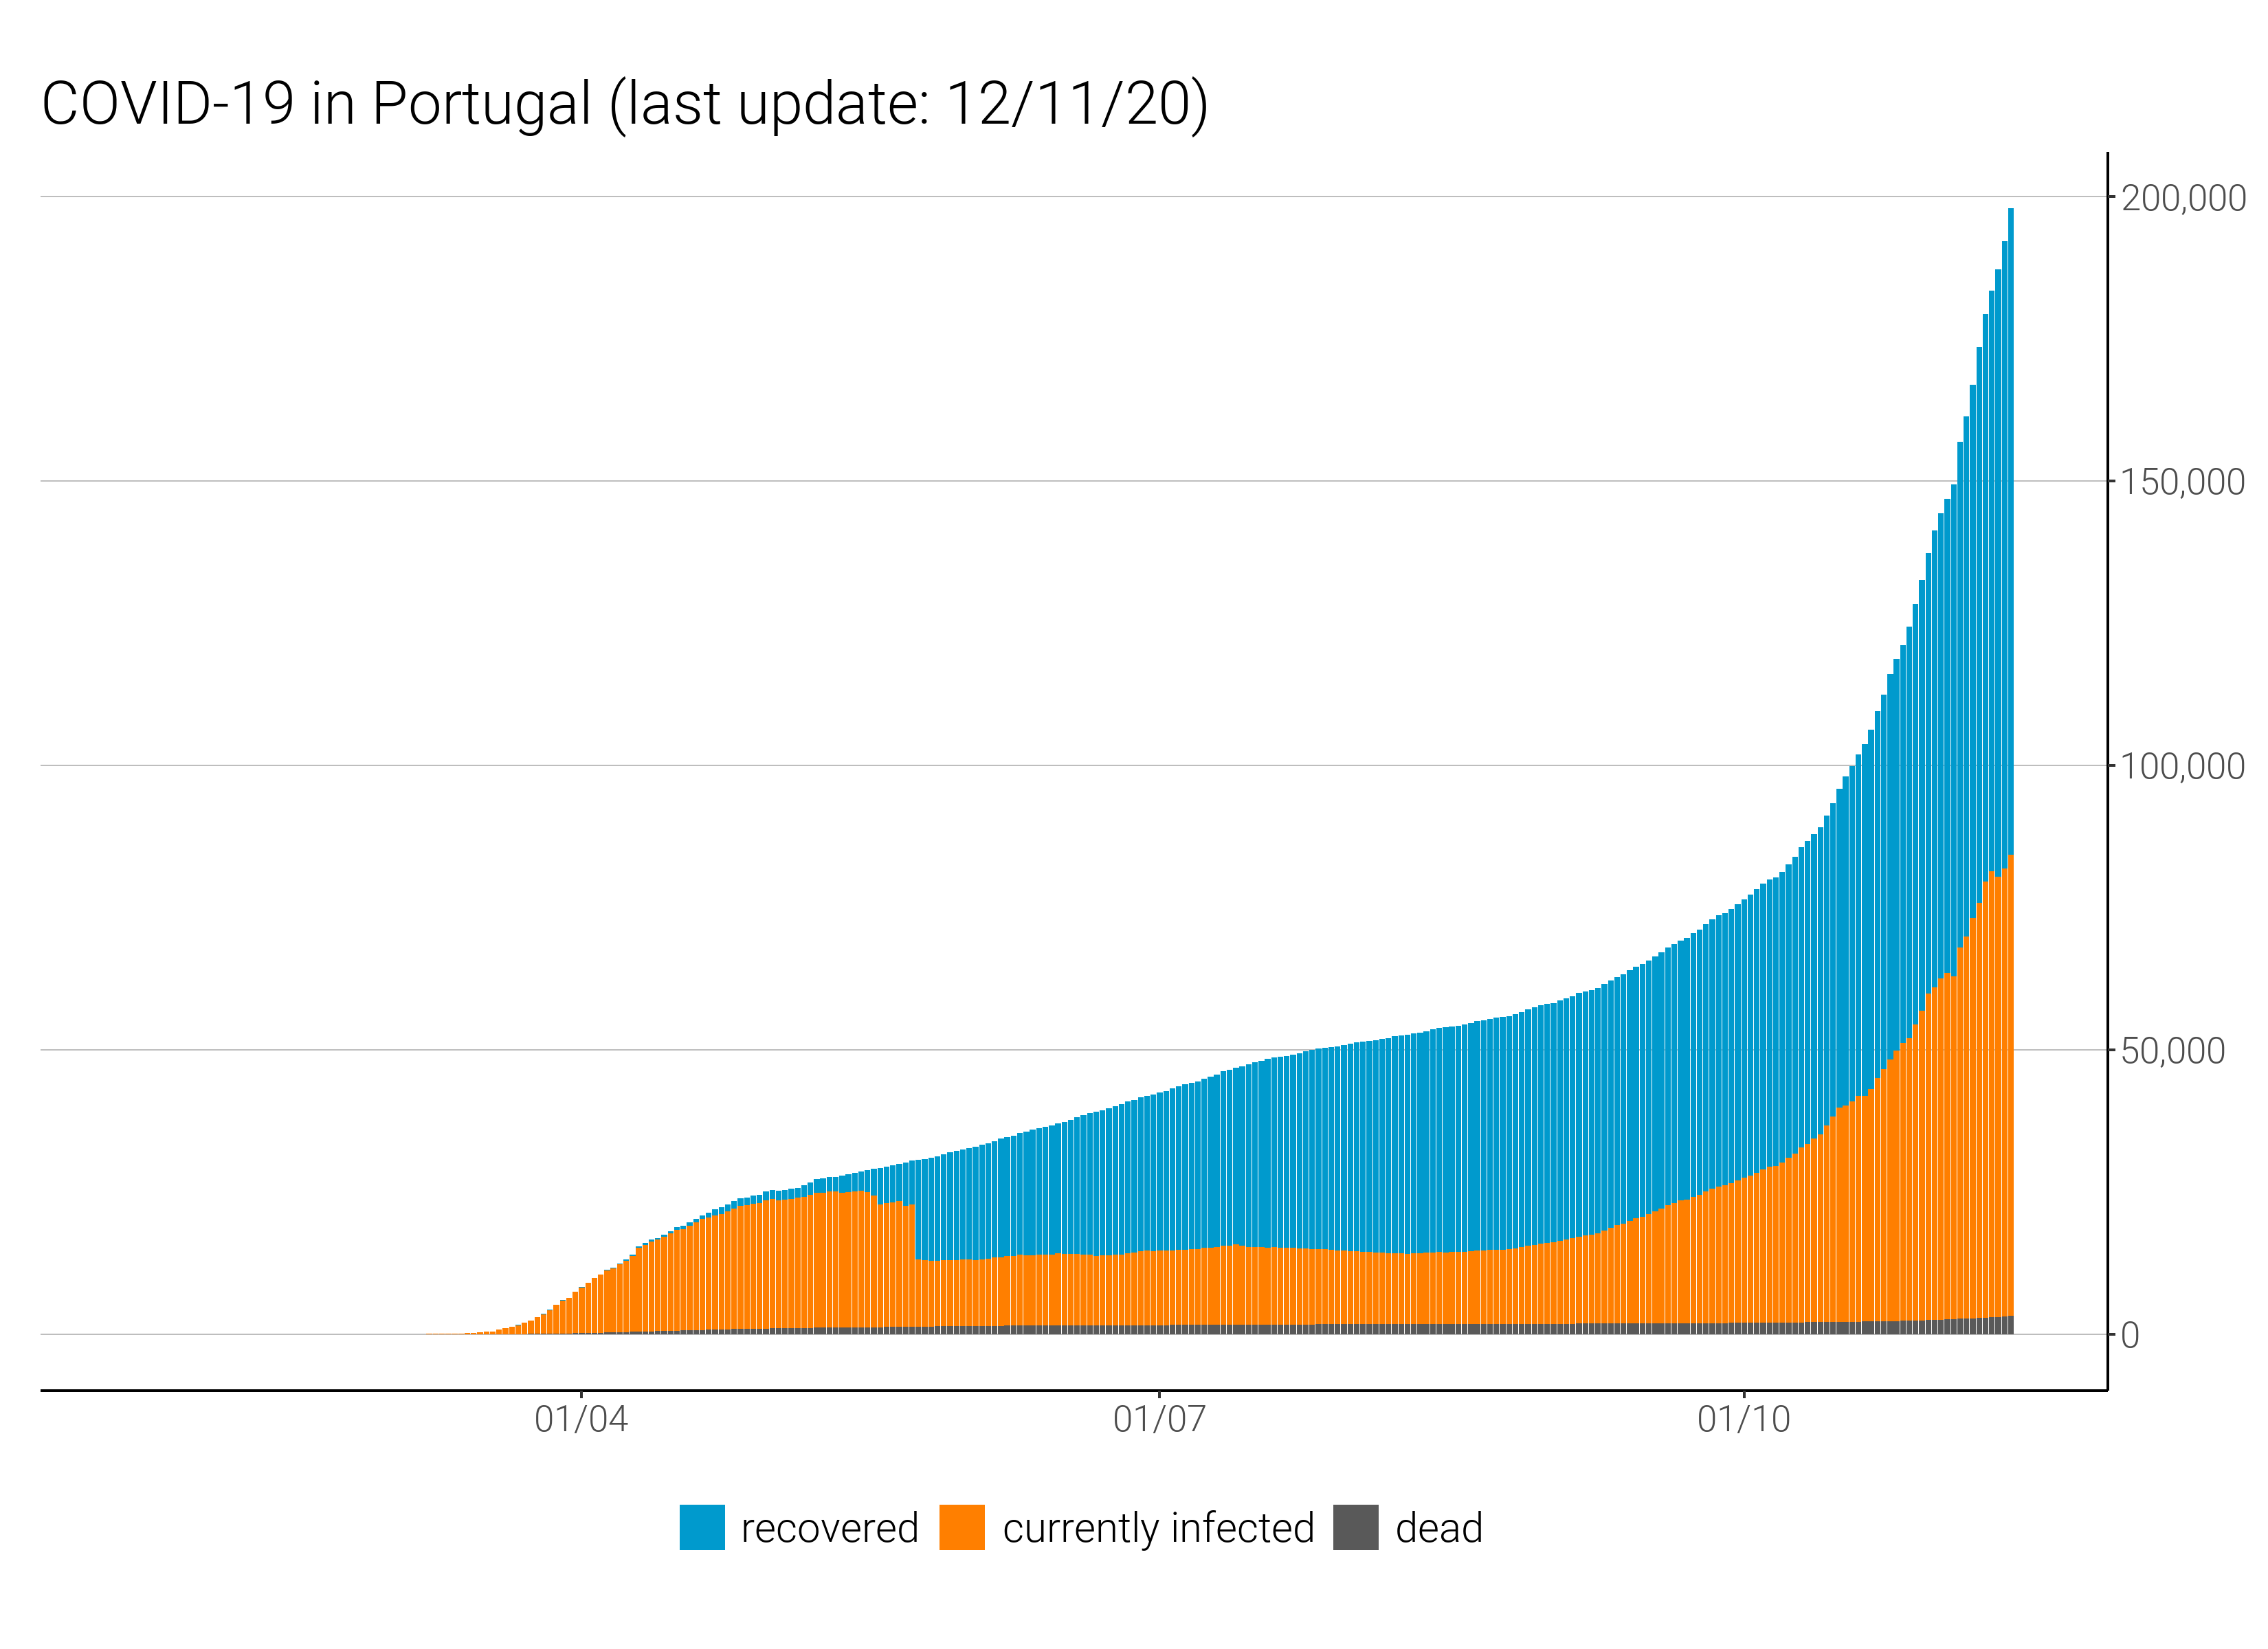 COVID-19 in Portugal (last update: 12/11/20)
200,000
150,000
100,000
50,000
0
01/04 01/07 01/10
recovered currently infected dead